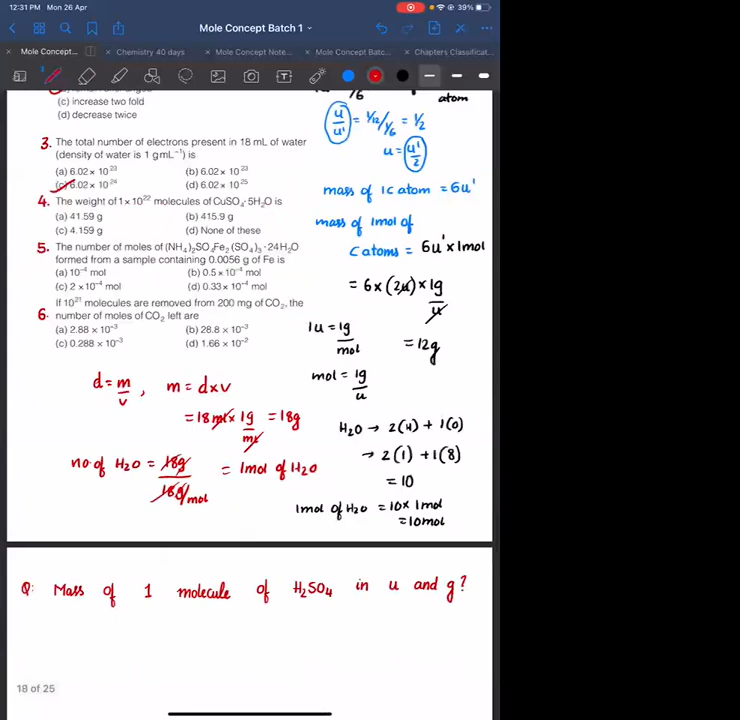 12:31 PM Mon 26 Apr
39%
Mole Concept Batch 1
Mole Concept...
Chemistry 40 days
Mole Concept Note...
Mole Concept Batc...
Chapters Classificat...
(c) increase two fold
(d) decrease twice
3. The total number of electrons present in 18 mL of water
(density of water is 1 g mL⁻¹) is
(a) 6.02 × 10²³ (b) 6.02 × 10²³
(c) 6.02 × 10²⁴ (d) 6.02 × 10²⁵
4. The weight of 1 × 10²² molecules of CuSO₄·5H₂O is
(a) 41.59 g (b) 415.9 g
(c) 4.159 g (d) None of these
5. The number of moles of (NH₄)₂SO₄Fe₂(SO₄)₃·24H₂O
formed from a sample containing 0.0056 g of Fe is
(a) 10⁻⁴ mol (b) 0.5 × 10⁻⁴ mol
(c) 2 × 10⁻⁴ mol (d) 0.33 × 10⁻⁴ mol
6. If 10²¹ molecules are removed from 200 mg of CO₂, the
number of moles of CO₂ left are
(a) 2.88 × 10⁻³ (b) 28.8 × 10⁻³
(c) 0.288 × 10⁻³ (d) 1.66 × 10⁻²
d = m/v , m = d×v
= 18 ml × 1g/ml = 18g
no·of H₂O = 18g / 18g/mol = 1mol of H₂O
atom
u/u' = 1/12 / 1/6 = 1/2
u = u'/2
mass of 1C atom = 6u'
mass of 1mol of
C atoms = 6u' × 1mol
= 6 × (2u) × 1g/u
1u = 1g/mol
= 12g
mol = 1g/u
H₂O → 2(H) + 1(O)
→ 2(1) + 1(8)
= 10
1mol of H₂O = 10 × 1mol
= 10mol
Q: Mass of 1 molecule of H₂SO₄ in u and g?
18 of 25